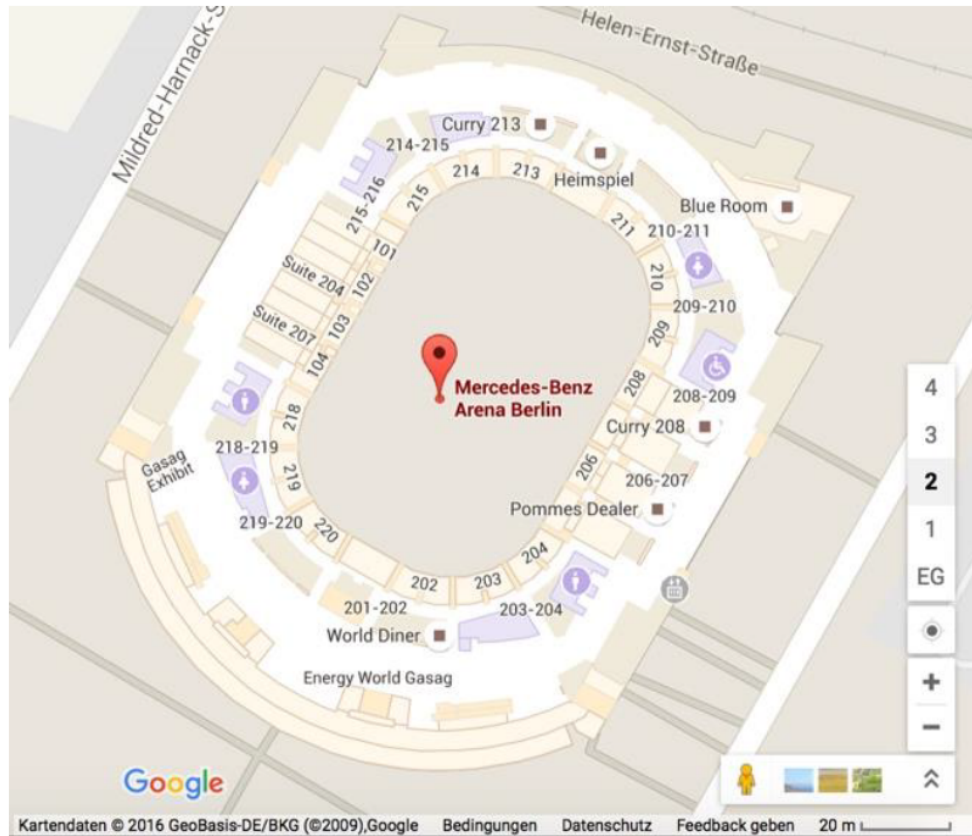 Helen-Ernst-Straße
Mildred-Harnack-S
Curry 213
214-215
Heimspiel
214
213
215-216
215
211
Blue Room
210-211
101
Suite 204
102
210
209-210
Suite 207
103
209
104
Mercedes-Benz
Arena Berlin
208
208-209
218
Curry 208
218-219
Gasag
Exhibit
219
206
206-207
219-220
220
Pommes Dealer
204
202
203
201-202
203-204
World Diner
Energy World Gasag
4
3
2
1
EG
+
−
Google
Kartendaten © 2016 GeoBasis-DE/BKG (©2009),Google Bedingungen Datenschutz Feedback geben 20 m